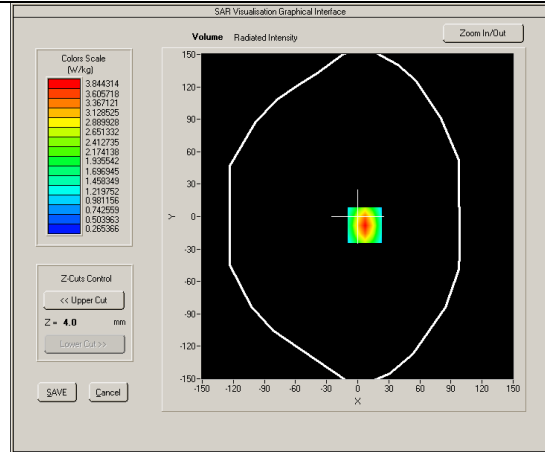 SAR Visualisation Graphical Interface
Volume Radiated Intensity
Zoom In/Out
Colors Scale
(W/kg)
3.844314
3.605718
3.367121
3.128525
2.889928
2.651332
2.412735
2.174138
1.935542
1.696945
1.458349
1.219752
0.981156
0.742559
0.503963
0.265366
Z-Cuts Control
<< Upper Cut
Z = 4.0 mm
Lower Cut >>
SAVE Cancel
150
120
90
60
30
0
-30
-60
-90
-120
-150
Y
-150 -120 -90 -60 -30 0 30 60 90 120 150
X